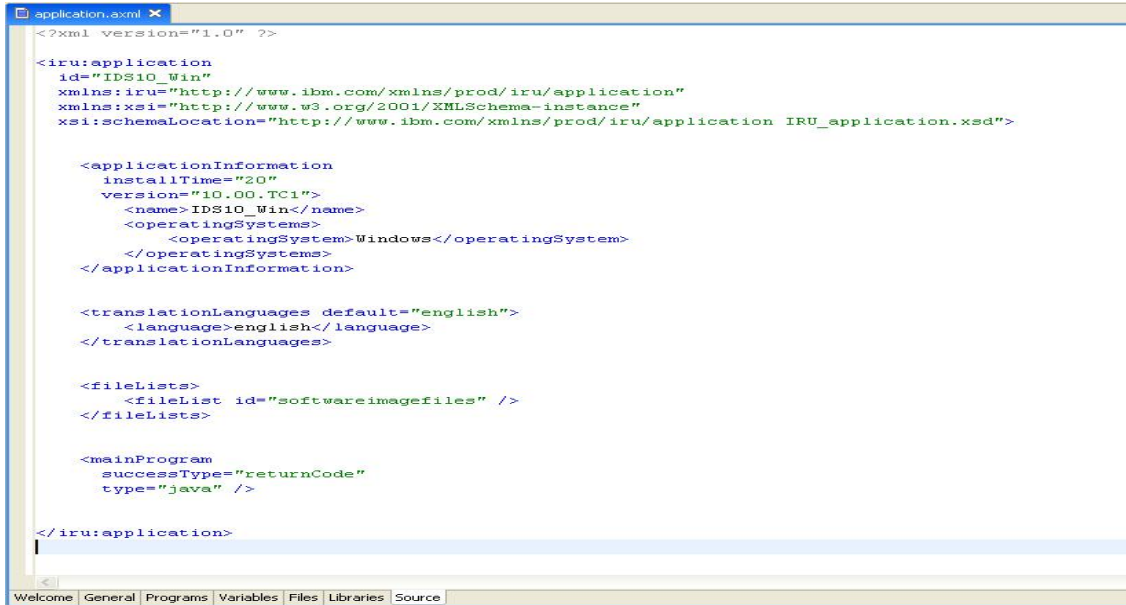 application.axml
<?xml version="1.0" ?>
<iru:application
id="IDS10_Win"
xmlns:iru="http://www.ibm.com/xmlns/prod/iru/application"
xmlns:xsi="http://www.w3.org/2001/XMLSchema-instance"
xsi:schemaLocation="http://www.ibm.com/xmlns/prod/iru/application IRU_application.xsd">
<applicationInformation
installTime="20"
version="10.00.TC1">
<name>IDS10_Win</name>
<operatingSystems>
<operatingSystem>Windows</operatingSystem>
</operatingSystems>
</applicationInformation>
<translationLanguages default="english">
<language>english</language>
</translationLanguages>
<fileLists>
<fileList id="softwareimagefiles" />
</fileLists>
<mainProgram
successType="returnCode"
type="java" />
</iru:application>
Welcome General Programs Variables Files Libraries Source